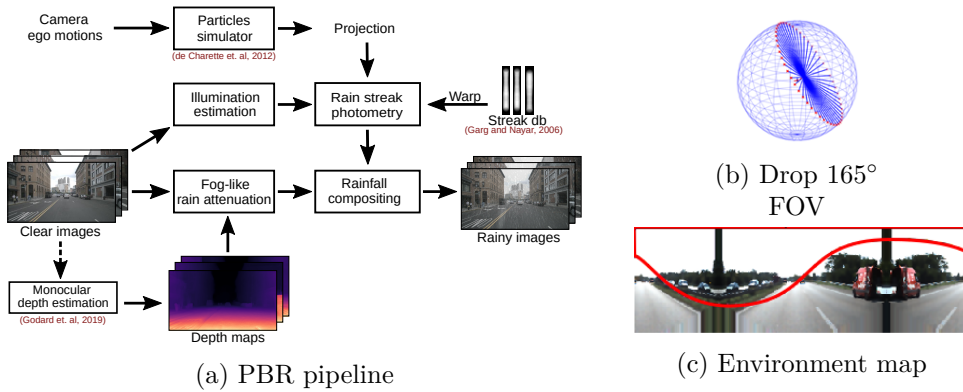 Camera
ego motions
Particles
simulator
(de Charette et. al, 2012)
Projection
Illumination
estimation
Rain streak
photometry
Warp
Streak db
(Garg and Nayar, 2006)
Clear images
Fog-like
rain attenuation
Rainfall
compositing
Rainy images
Monocular
depth estimation
(Godard et. al, 2019)
Depth maps
(a) PBR pipeline
(b) Drop 165°
FOV
(c) Environment map